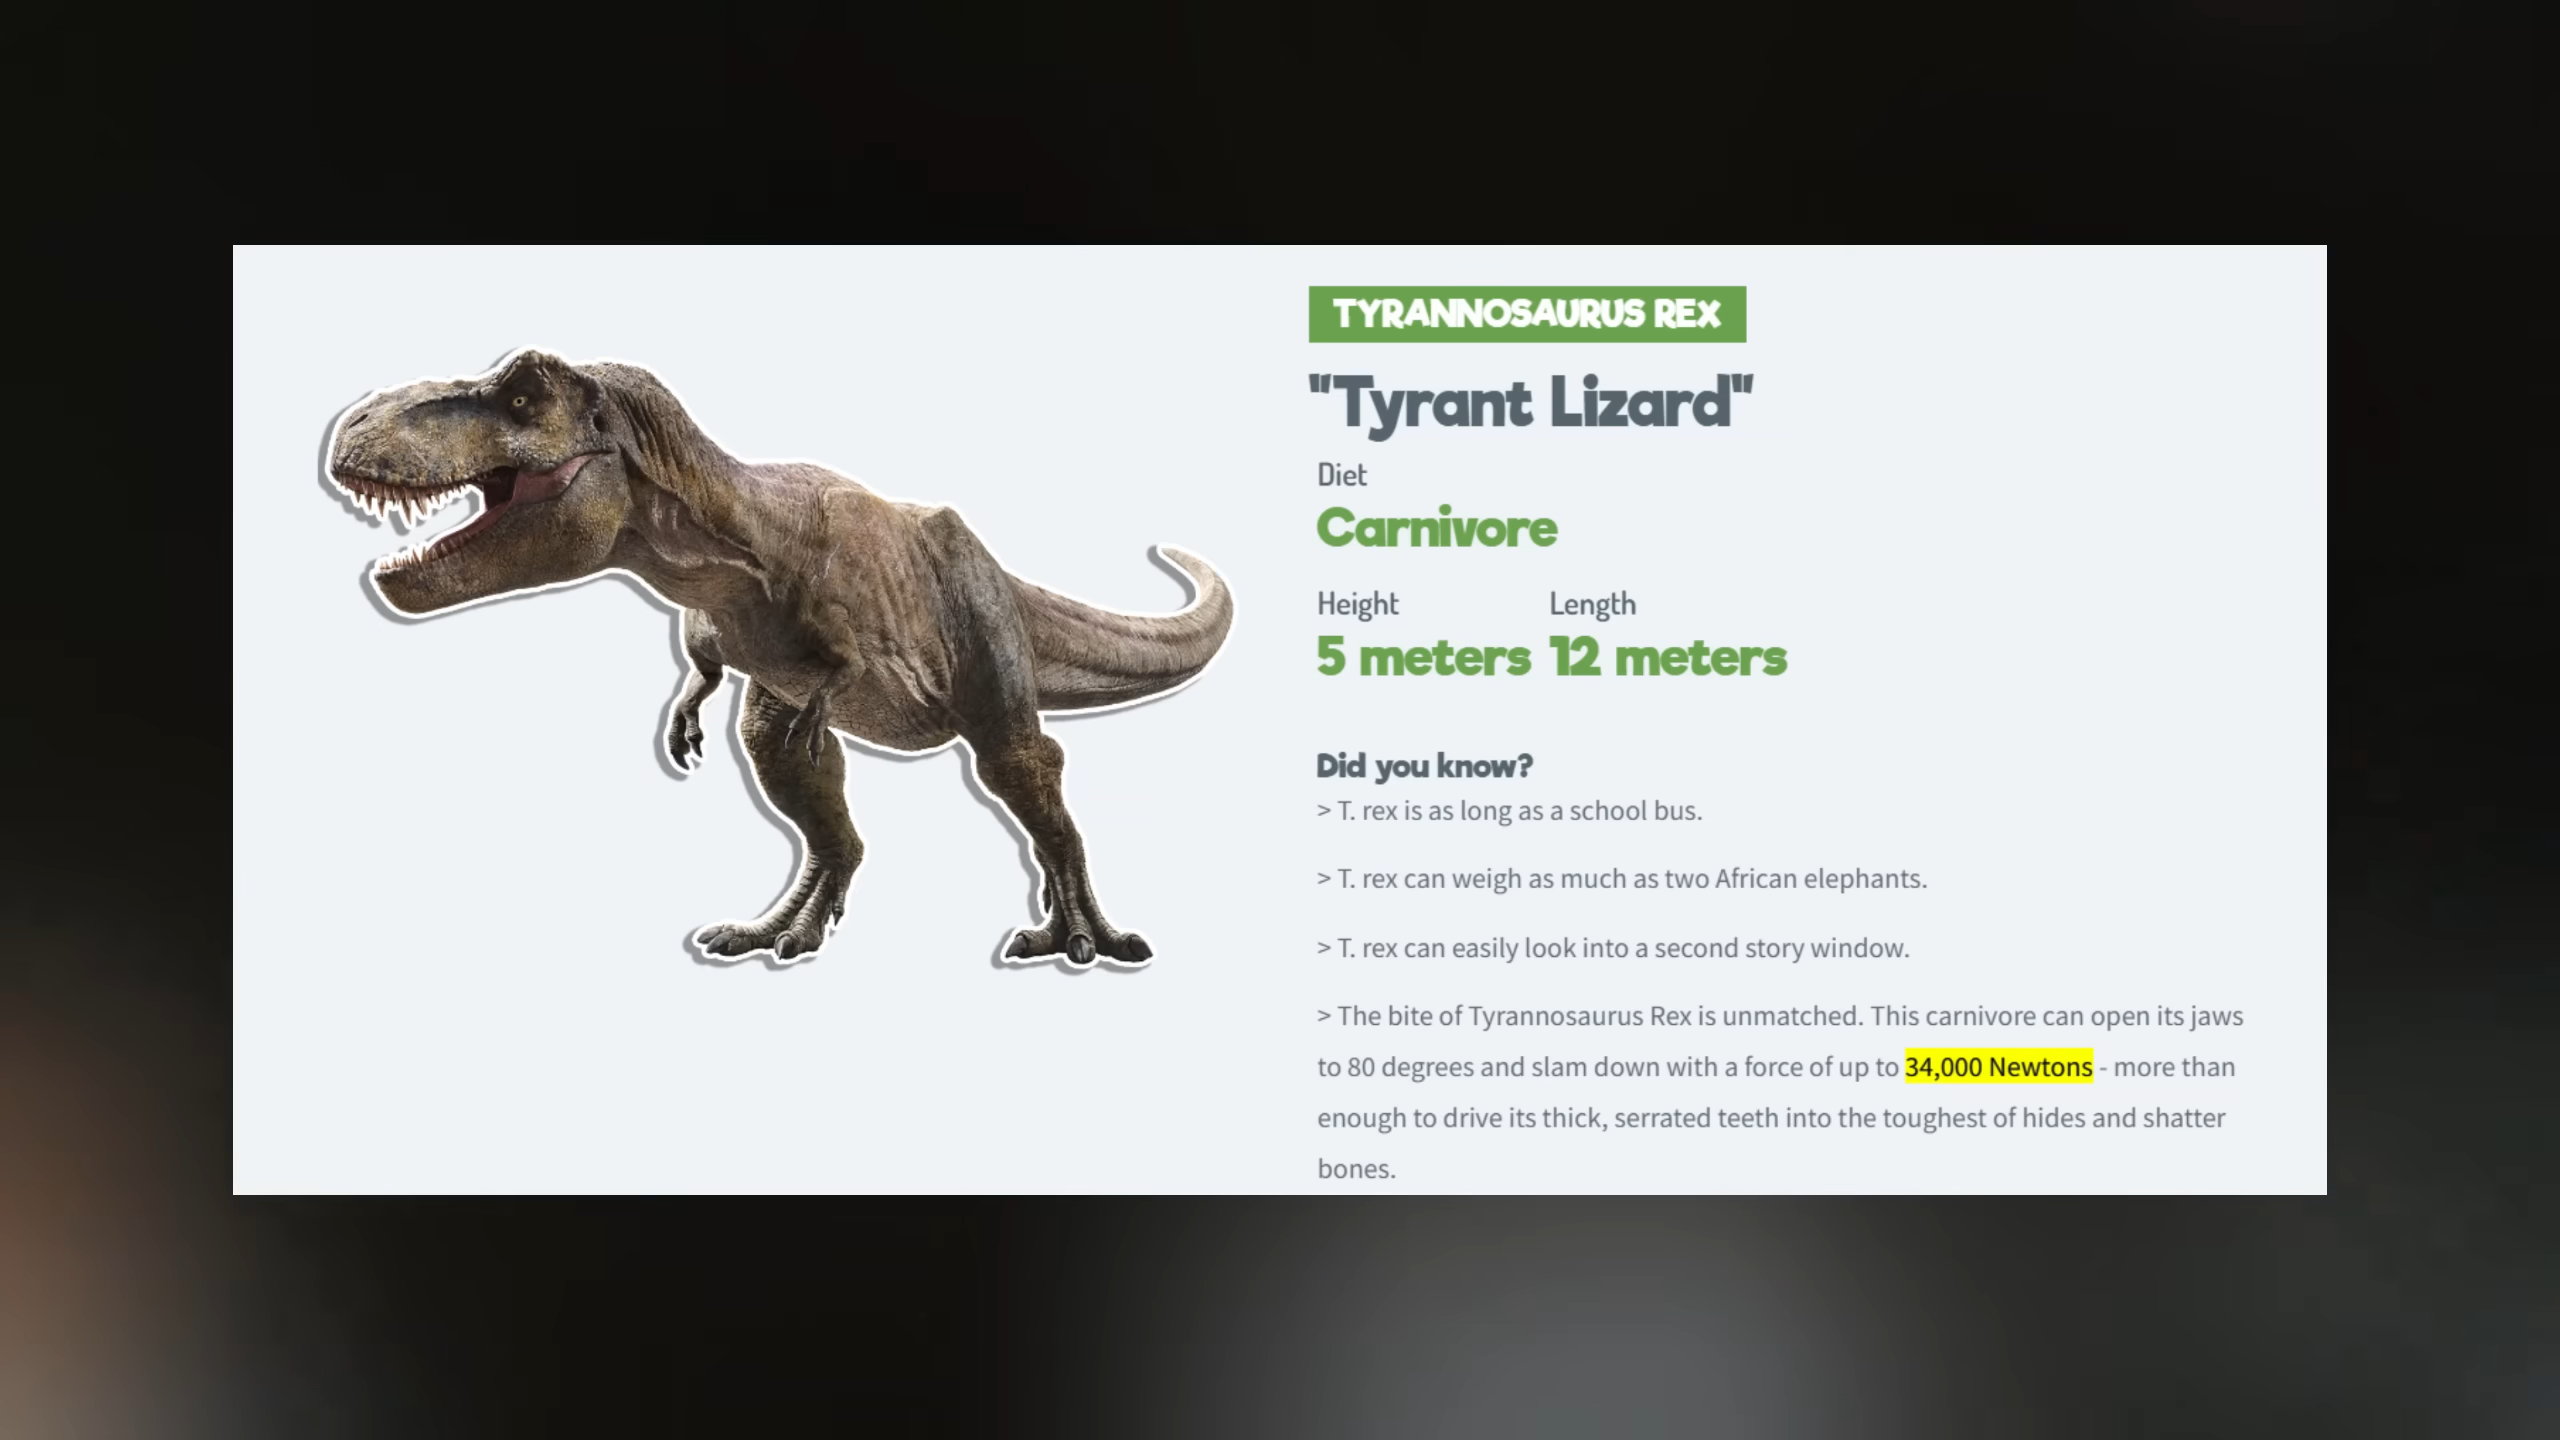 TYRANNOSAURUS REX
"Tyrant Lizard"
Diet
Carnivore
Height Length
5 meters 12 meters
Did you know?
> T. rex is as long as a school bus.
> T. rex can weigh as much as two African elephants.
> T. rex can easily look into a second story window.
> The bite of Tyrannosaurus Rex is unmatched. This carnivore can open its jaws
to 80 degrees and slam down with a force of up to 34,000 Newtons - more than
enough to drive its thick, serrated teeth into the toughest of hides and shatter
bones.